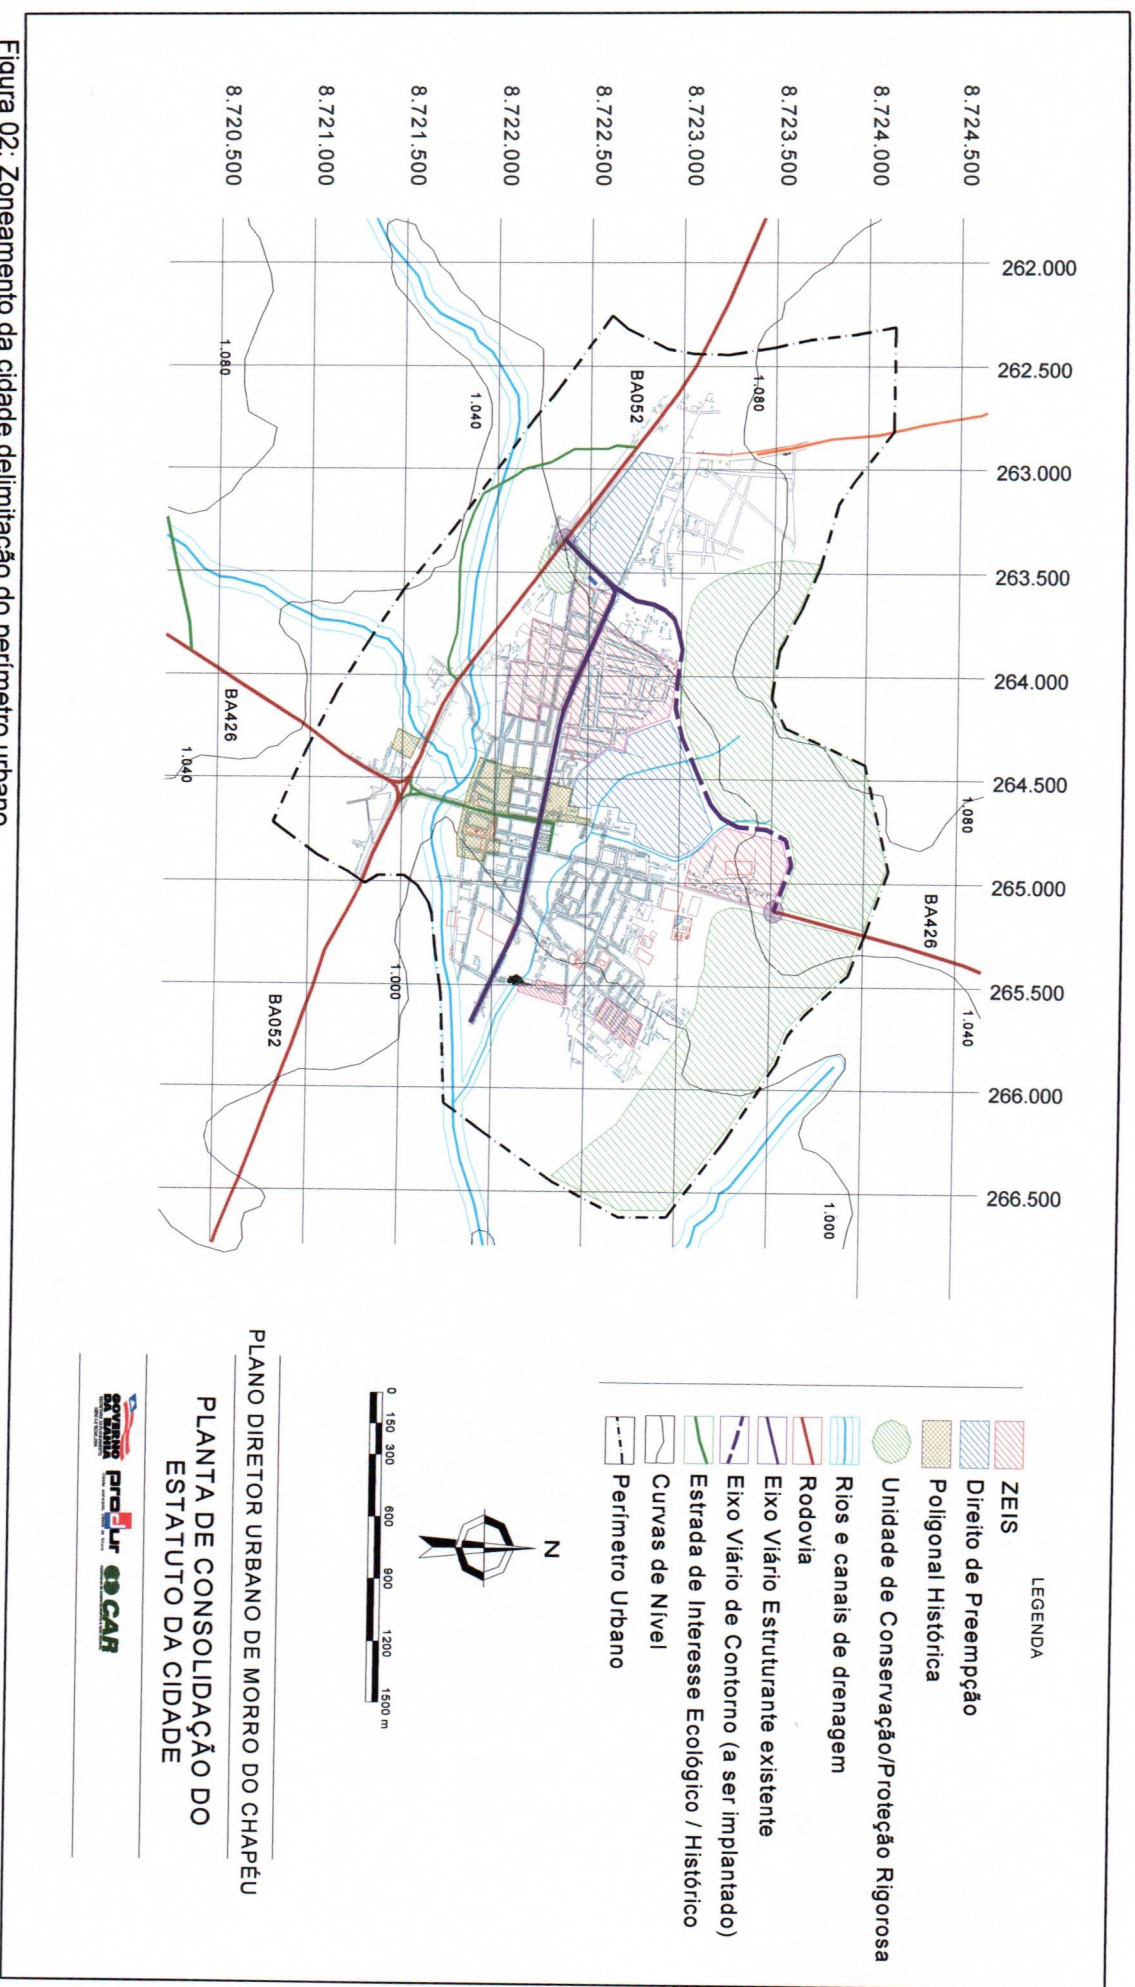 8.724.500
8.724.000
8.723.500
8.723.000
8.722.500
8.722.000
8.721.500
8.721.000
8.720.500
262.000
262.500
263.000
263.500
264.000
264.500
265.000
265.500
266.000
266.500
BA052
1.080
1.040
1.080
BA426
1.040
1.080
BA426
1.040
1.000
BA052
1.000
LEGENDA
ZEIS
Direito de Preempção
Poligonal Histórica
Unidade de Conservação/Proteção Rigorosa
Rios e canais de drenagem
Rodovia
Eixo Viário Estruturante existente
Eixo Viário de Contorno (a ser implantado)
Estrada de Interesse Ecológico / Histórico
Curvas de Nível
Perímetro Urbano
N
0 150 300 600 900 1200 1500 m
PLANO DIRETOR URBANO DE MORRO DO CHAPÉU
PLANTA DE CONSOLIDAÇÃO DO
ESTATUTO DA CIDADE
GOVERNO
DA BAHIA
produr
CAR
Figura 02: Zoneamento da cidade delimitação do perímetro urbano